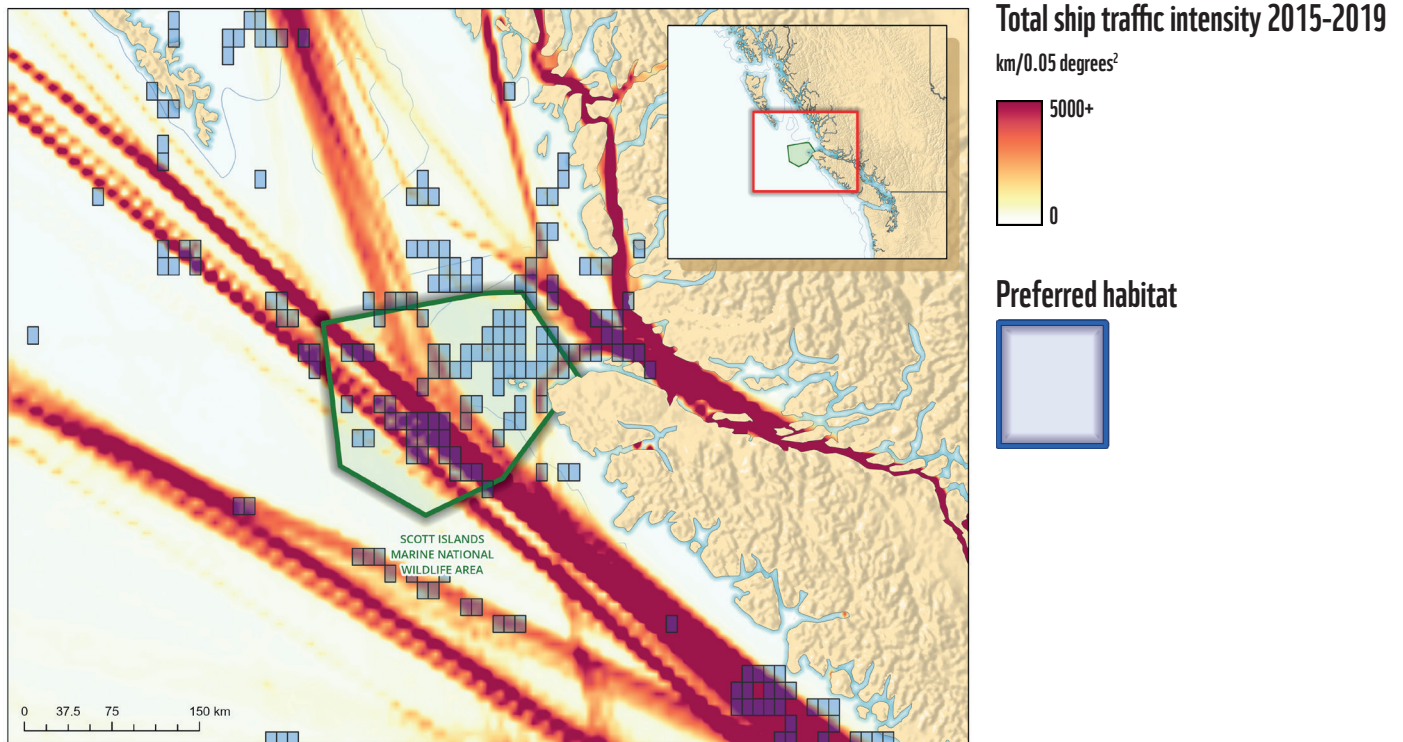 Total ship traffic intensity 2015-2019
km/0.05 degrees²
5000+
0
Preferred habitat
SCOTT ISLANDS
MARINE NATIONAL
WILDLIFE AREA
0 37.5 75 150 km